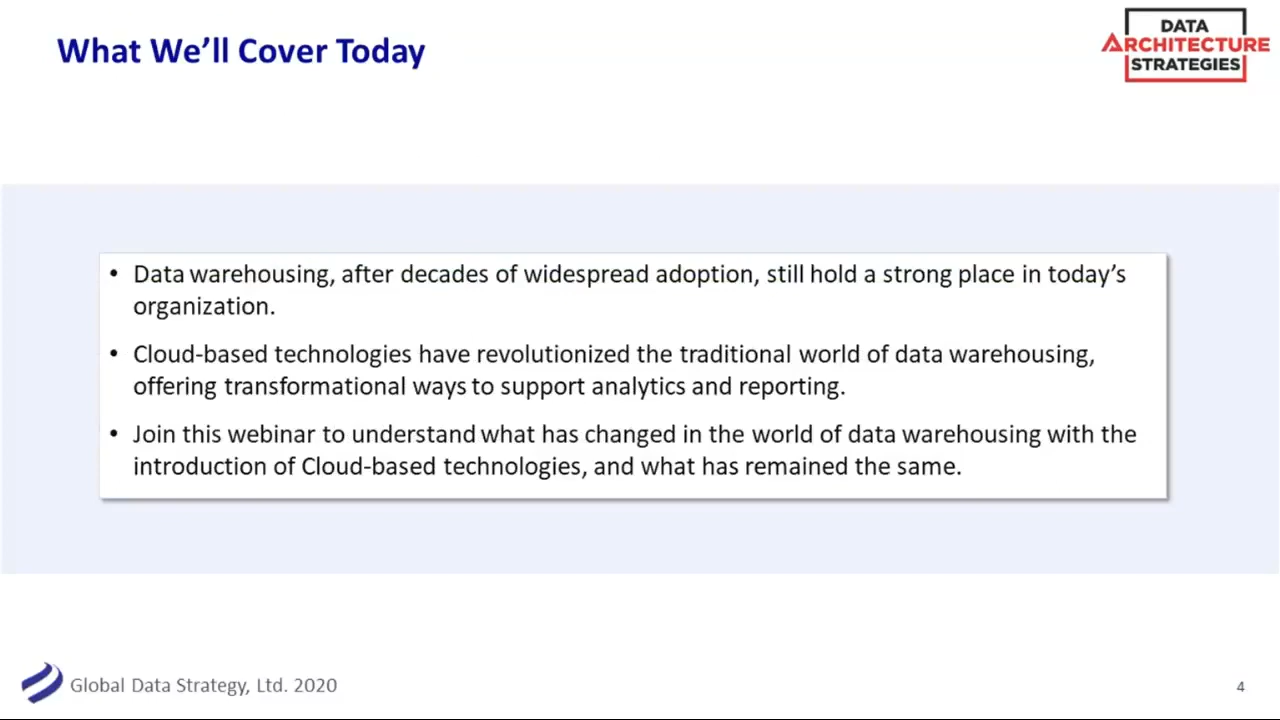 What We’ll Cover Today
DATA
ARCHITECTURE
STRATEGIES
• Data warehousing, after decades of widespread adoption, still hold a strong place in today’s
organization.
• Cloud-based technologies have revolutionized the traditional world of data warehousing,
offering transformational ways to support analytics and reporting.
• Join this webinar to understand what has changed in the world of data warehousing with the
introduction of Cloud-based technologies, and what has remained the same.
Global Data Strategy, Ltd. 2020
4